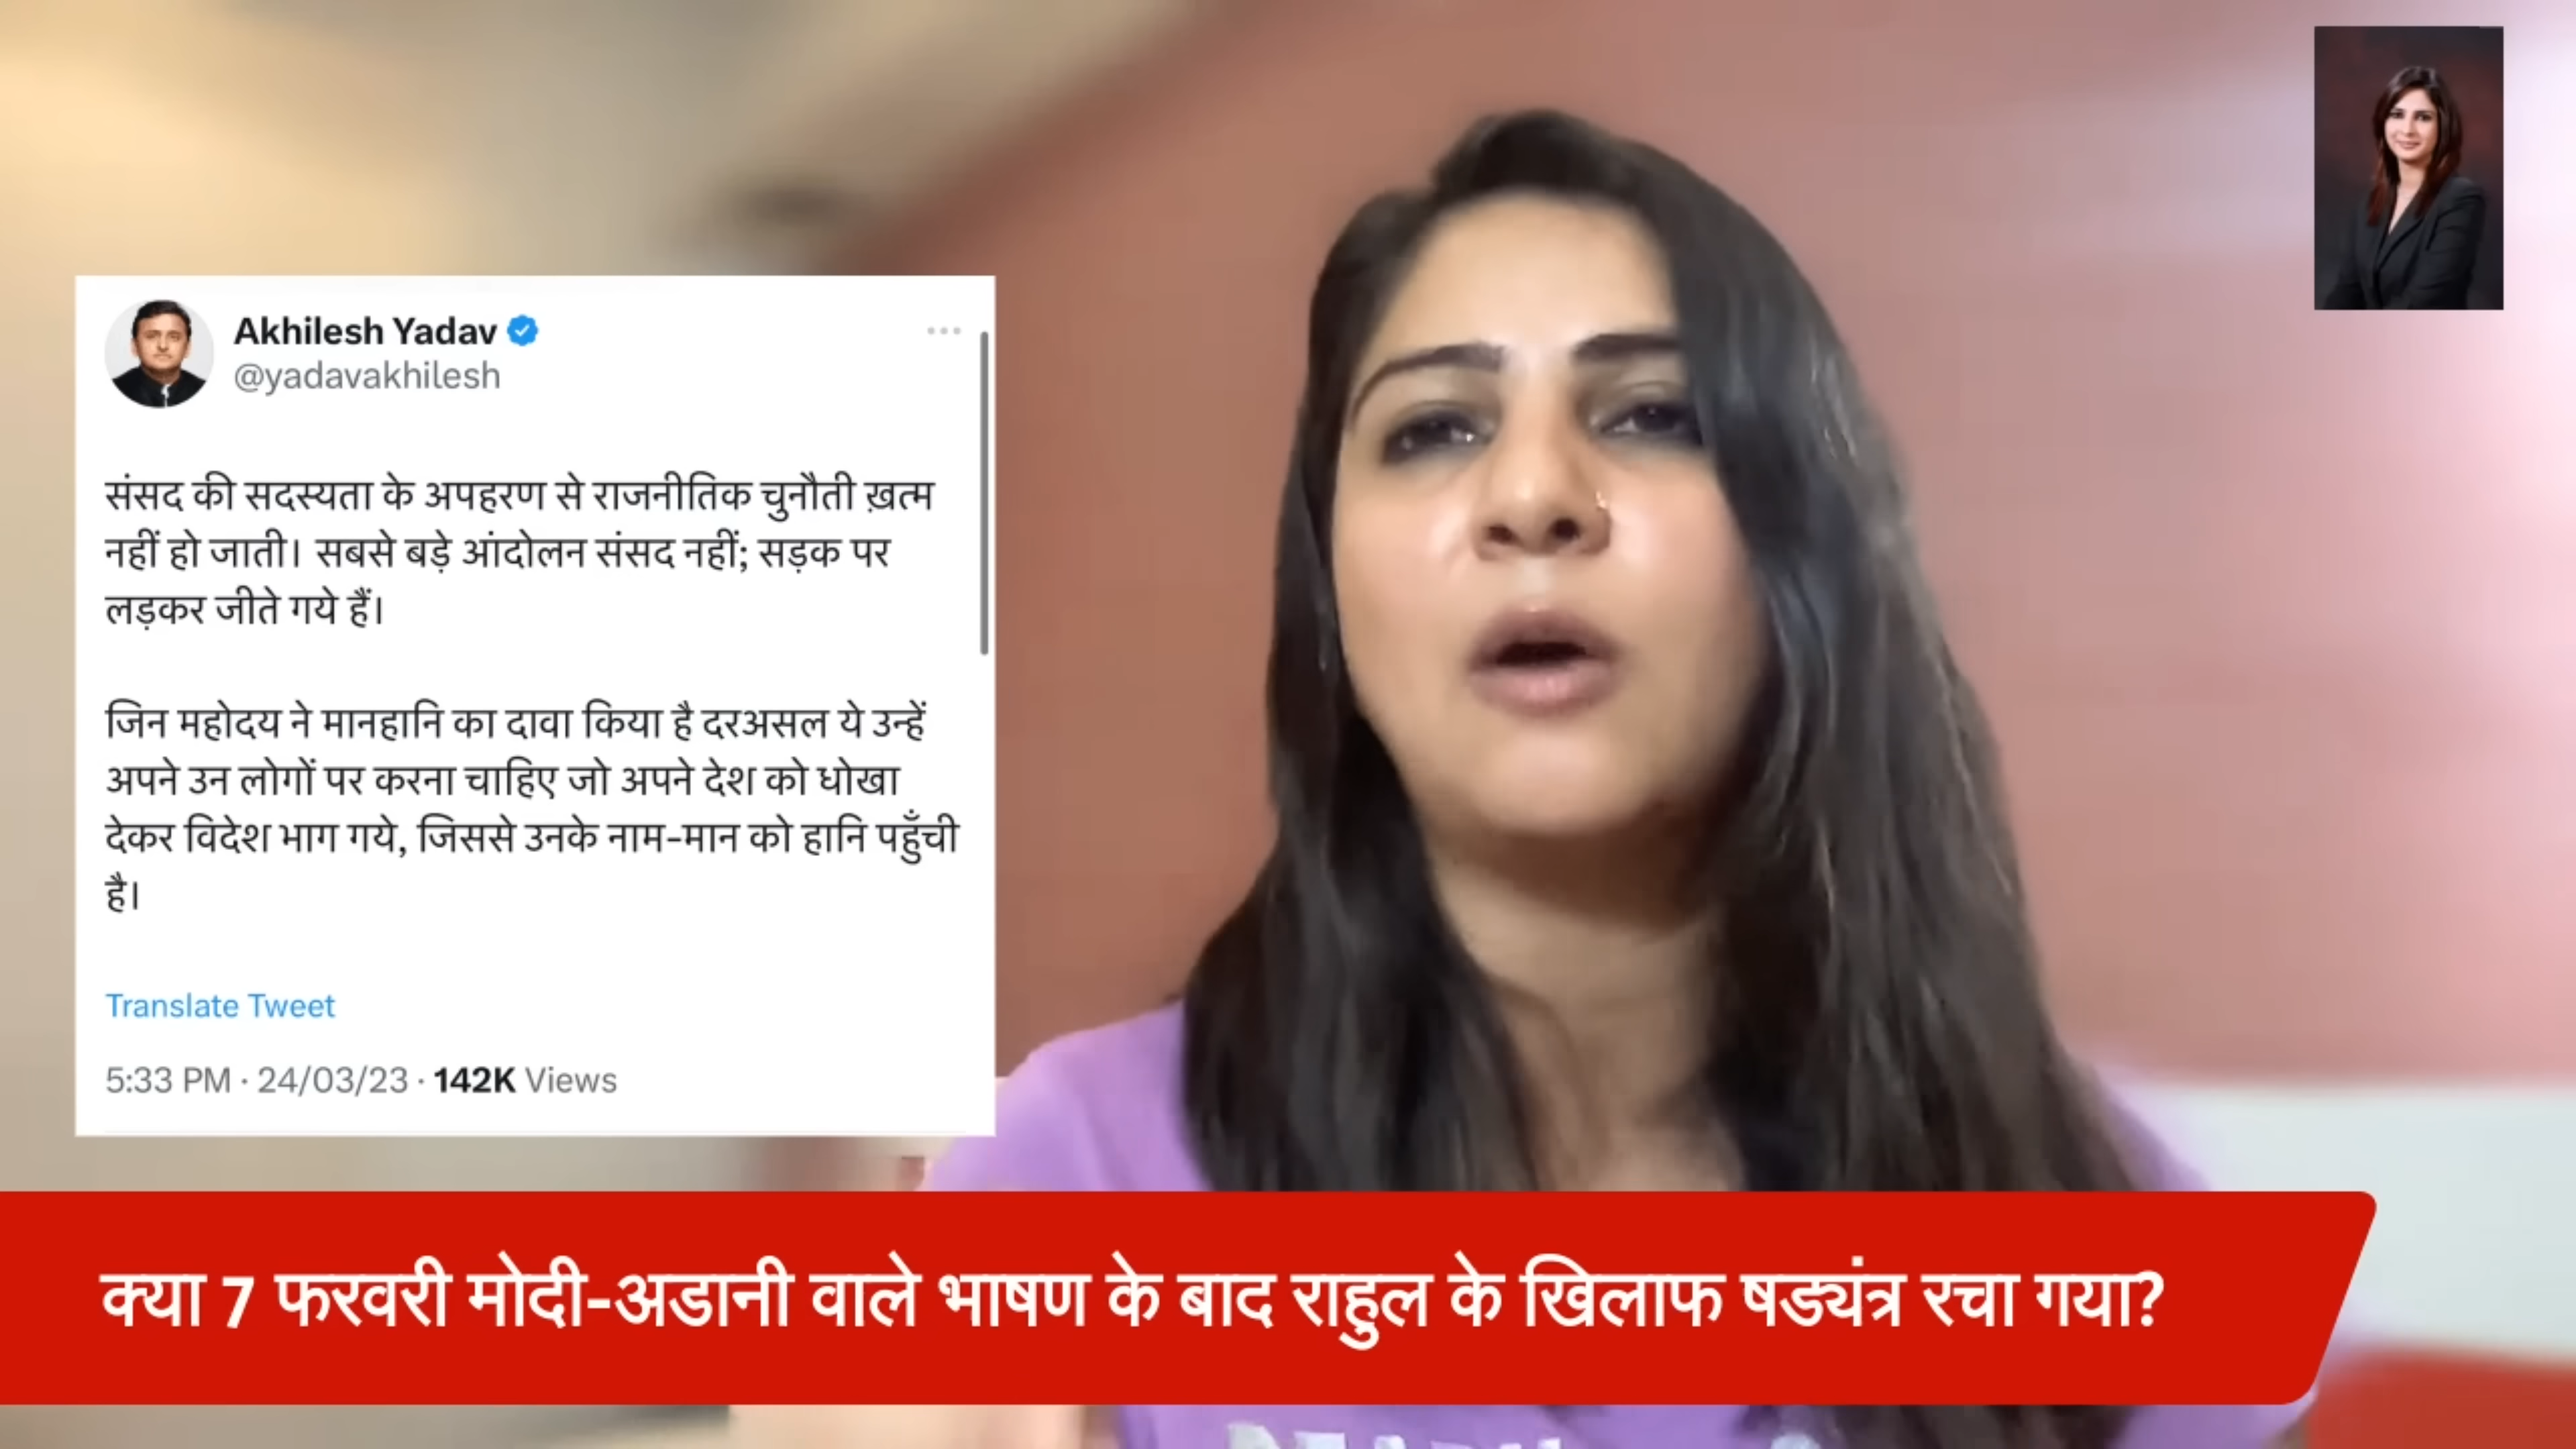 Akhilesh Yadav
@yadavakhilesh
संसद की सदस्यता के अपहरण से राजनीतिक चुनौती ख़त्म
नहीं हो जाती। सबसे बड़े आंदोलन संसद नहीं; सड़क पर
लड़कर जीते गये हैं।
जिन महोदय ने मानहानि का दावा किया है दरअसल ये उन्हें
अपने उन लोगों पर करना चाहिए जो अपने देश को धोखा
देकर विदेश भाग गये, जिससे उनके नाम-मान को हानि पहुँची
है।
Translate Tweet
5:33 PM · 24/03/23 · 142K Views
क्या 7 फरवरी मोदी-अडानी वाले भाषण के बाद राहुल के खिलाफ षड्यंत्र रचा गया?